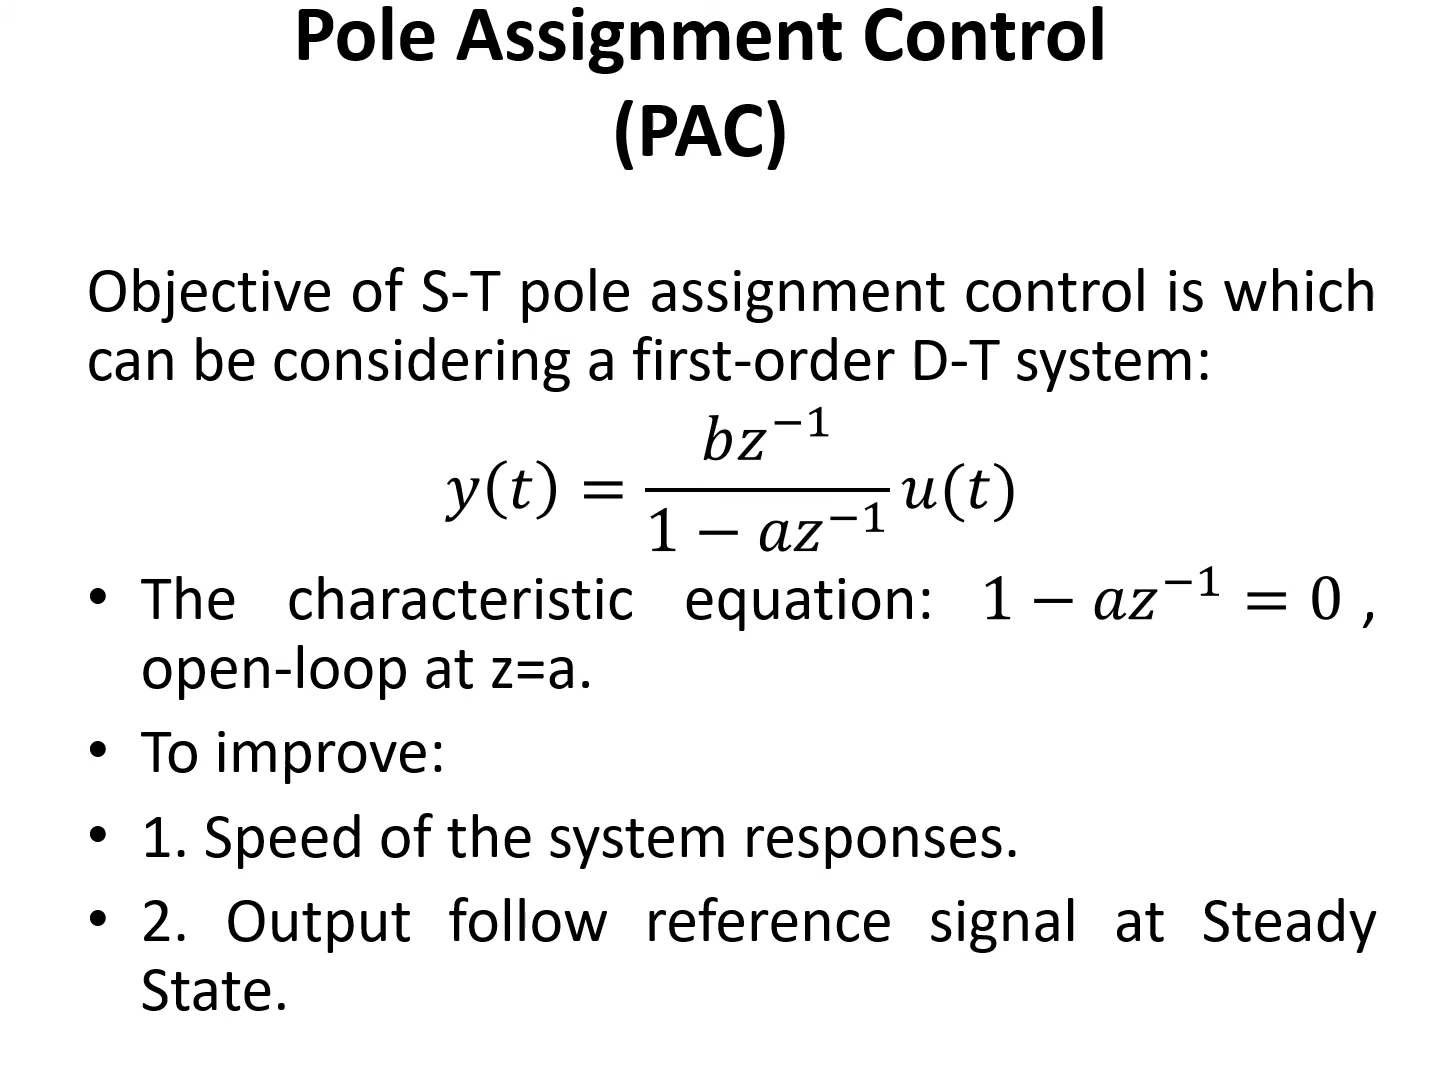 Pole Assignment Control
(PAC)
Objective of S-T pole assignment control is which
can be considering a first-order D-T system:
y(t) = \frac{bz^{-1}}{1 - az^{-1}} u(t)
• The characteristic equation: 1 − az^{-1} = 0 ,
open-loop at z=a.
• To improve:
• 1. Speed of the system responses.
• 2. Output follow reference signal at Steady
State.